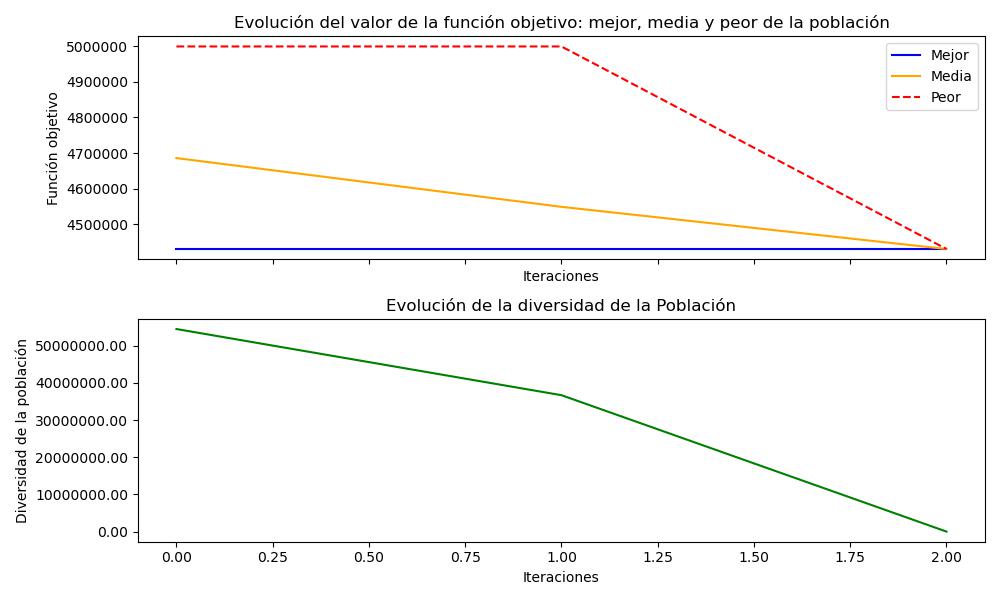 Evolución del valor de la función objetivo: mejor, media y peor de la población
5000000
4900000
4800000
4700000
4600000
4500000
Función objetivo
Mejor
Media
Peor
Iteraciones
Evolución de la diversidad de la Población
50000000.00
40000000.00
30000000.00
20000000.00
10000000.00
0.00
Diversidad de la población
0.00 0.25 0.50 0.75 1.00 1.25 1.50 1.75 2.00
Iteraciones